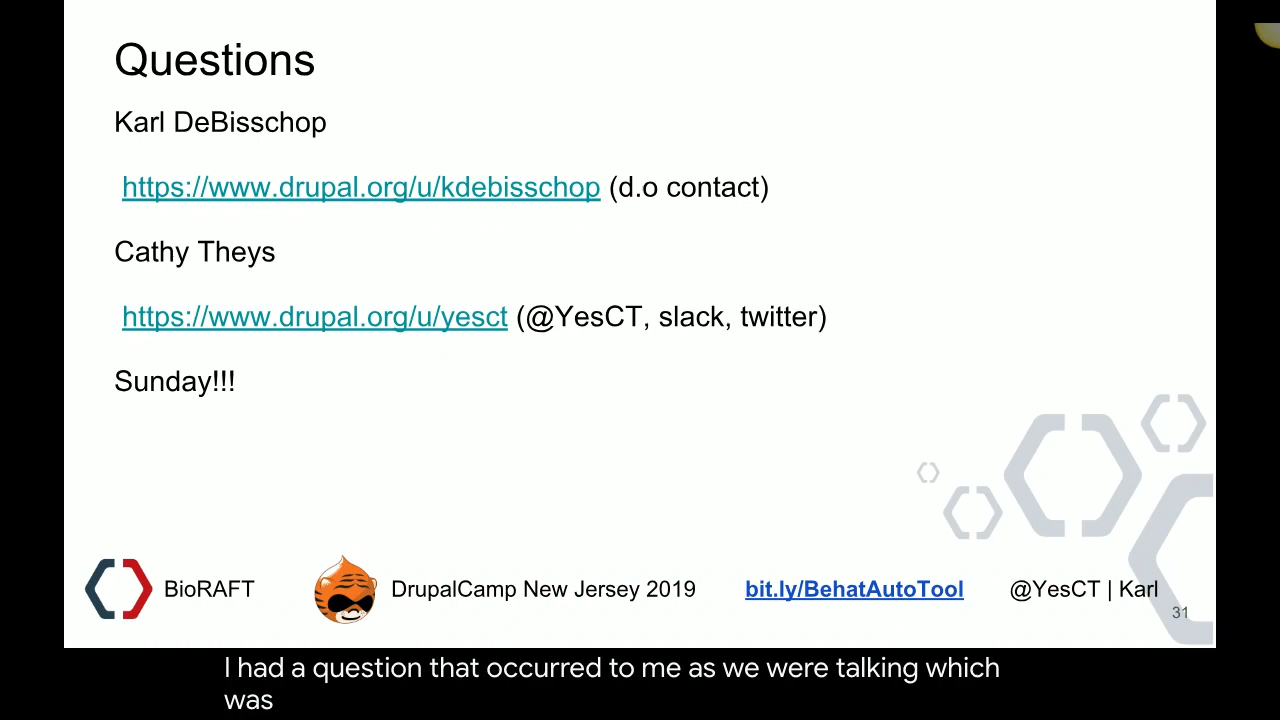 Questions
Karl DeBisschop
https://www.drupal.org/u/kdebisschop (d.o contact)
Cathy Theys
https://www.drupal.org/u/yesct (@YesCT, slack, twitter)
Sunday!!!
BioRAFT DrupalCamp New Jersey 2019 bit.ly/BehatAutoTool @YesCT | Karl
31
I had a question that occurred to me as we were talking which
was